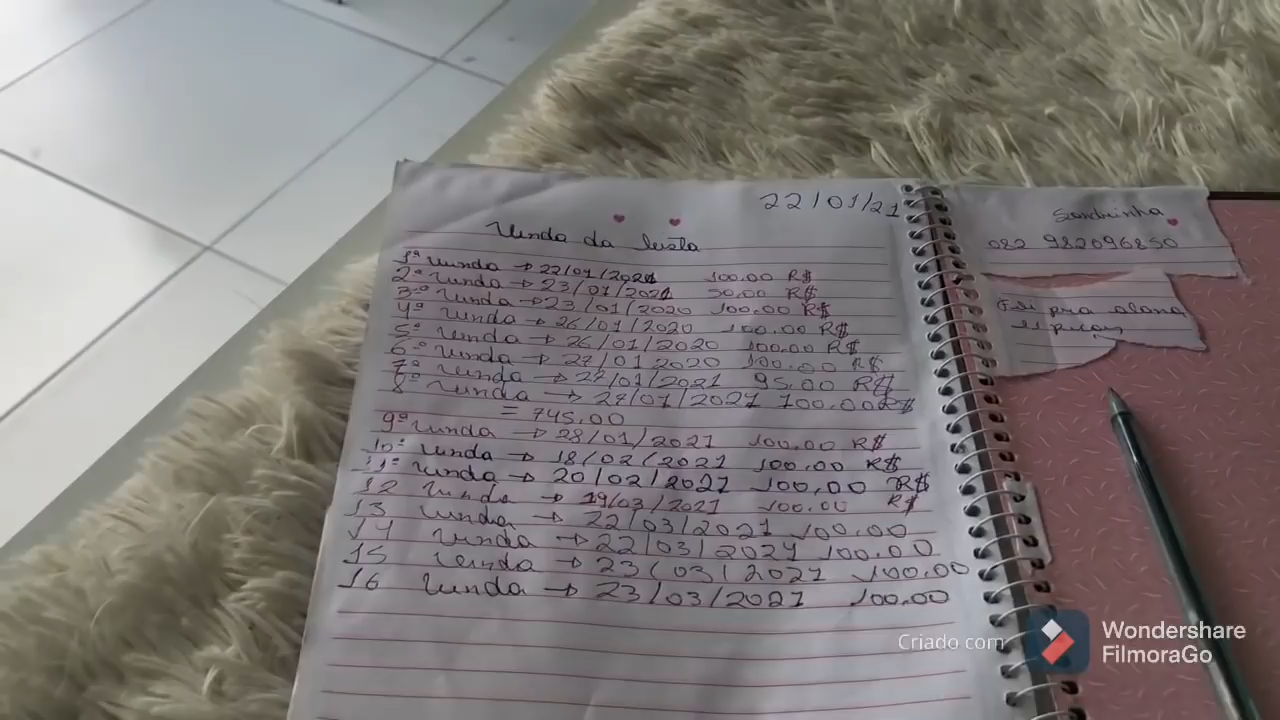 22/01/21
Venda da
1ª Venda → 22/01/2021 100.00 R$
2ª Venda → 23/01/2021 50.00 R$
3ª Venda → 23/01/2020 100.00 R$
4ª Venda → 26/01/2020 100.00 R$
5ª Venda → 26/01/2020 100.00 R$
6ª Venda → 27/01/2020 100.00 R$
7ª Venda → 27/01/2021 95.00 R$
8ª Venda → 27/01/2021 100.00 R$
= 745.00
9ª Venda → 28/01/2021 100.00 R$
10ª Venda → 18/02/2021 100.00 R$
11ª Venda → 20/02/2021 100,00 R$
12 Venda → 19/03/2021 100.00 R$
13 Venda → 22/03/2021 100.00
14 Venda → 22/03/2021 100.00
15 Venda → 23/03/2021 100.00
16 Venda → 23/03/2021 100.00
Sandrinha
082 982096850
Foi pra alana
Criado com
Wondershare
FilmoraGo